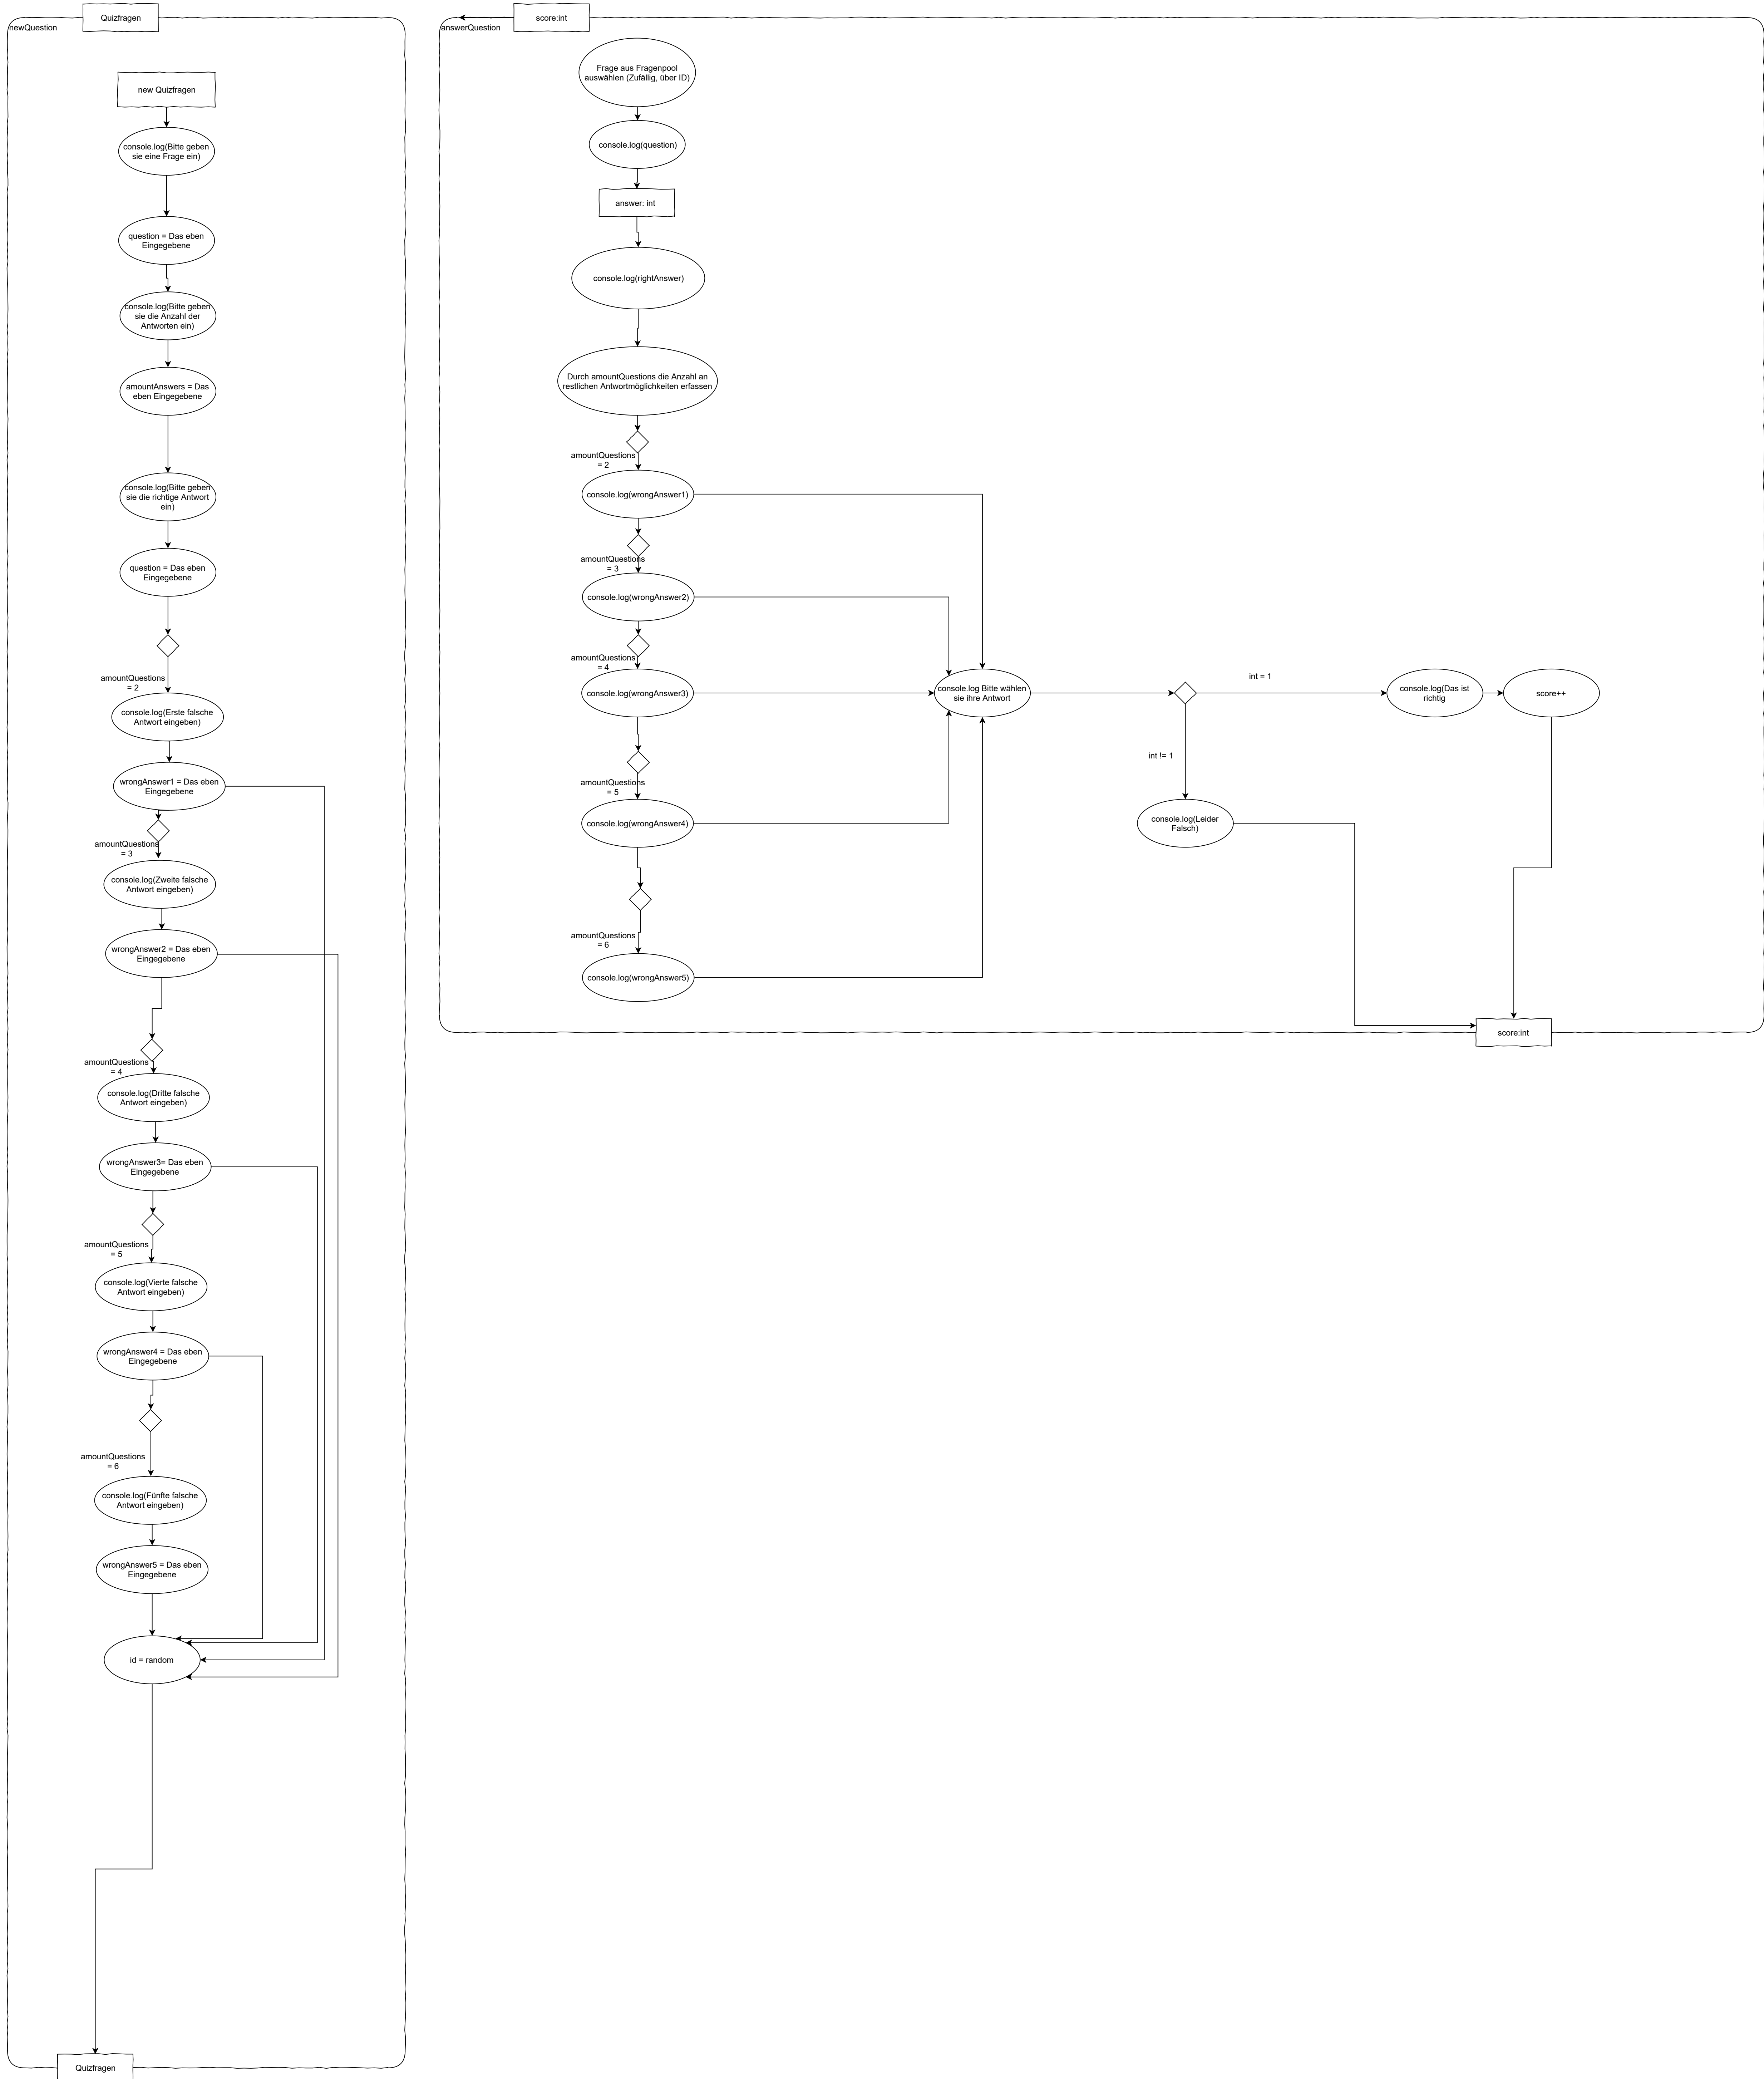 Quizfragen
newQuestion
new Quizfragen
console.log(Bitte geben
sie eine Frage ein)
question = Das eben
Eingegebene
console.log(Bitte geben
sie die Anzahl der
Antworten ein)
amountAnswers = Das
eben Eingegebene
console.log(Bitte geben
sie die richtige Antwort
ein)
question = Das eben
Eingegebene
amountQuestions
= 2
console.log(Erste falsche
Antwort eingeben)
wrongAnswer1 = Das eben
Eingegebene
amountQuestions
= 3
console.log(Zweite falsche
Antwort eingeben)
wrongAnswer2 = Das eben
Eingegebene
amountQuestions
= 4
console.log(Dritte falsche
Antwort eingeben)
wrongAnswer3= Das eben
Eingegebene
amountQuestions
= 5
console.log(Vierte falsche
Antwort eingeben)
wrongAnswer4 = Das eben
Eingegebene
amountQuestions
= 6
console.log(Fünfte falsche
Antwort eingeben)
wrongAnswer5 = Das eben
Eingegebene
id = random
Quizfragen
score:int
answerQuestion
Frage aus Fragenpool
auswählen (Zufällig, über ID)
console.log(question)
answer: int
console.log(rightAnswer)
Durch amountQuestions die Anzahl an
restlichen Antwortmöglichkeiten erfassen
amountQuestions
= 2
console.log(wrongAnswer1)
amountQuestions
= 3
console.log(wrongAnswer2)
amountQuestions
= 4
console.log(wrongAnswer3)
amountQuestions
= 5
console.log(wrongAnswer4)
amountQuestions
= 6
console.log(wrongAnswer5)
console.log Bitte wählen
sie ihre Antwort
int = 1
console.log(Das ist
richtig
score++
int != 1
console.log(Leider
Falsch)
score:int